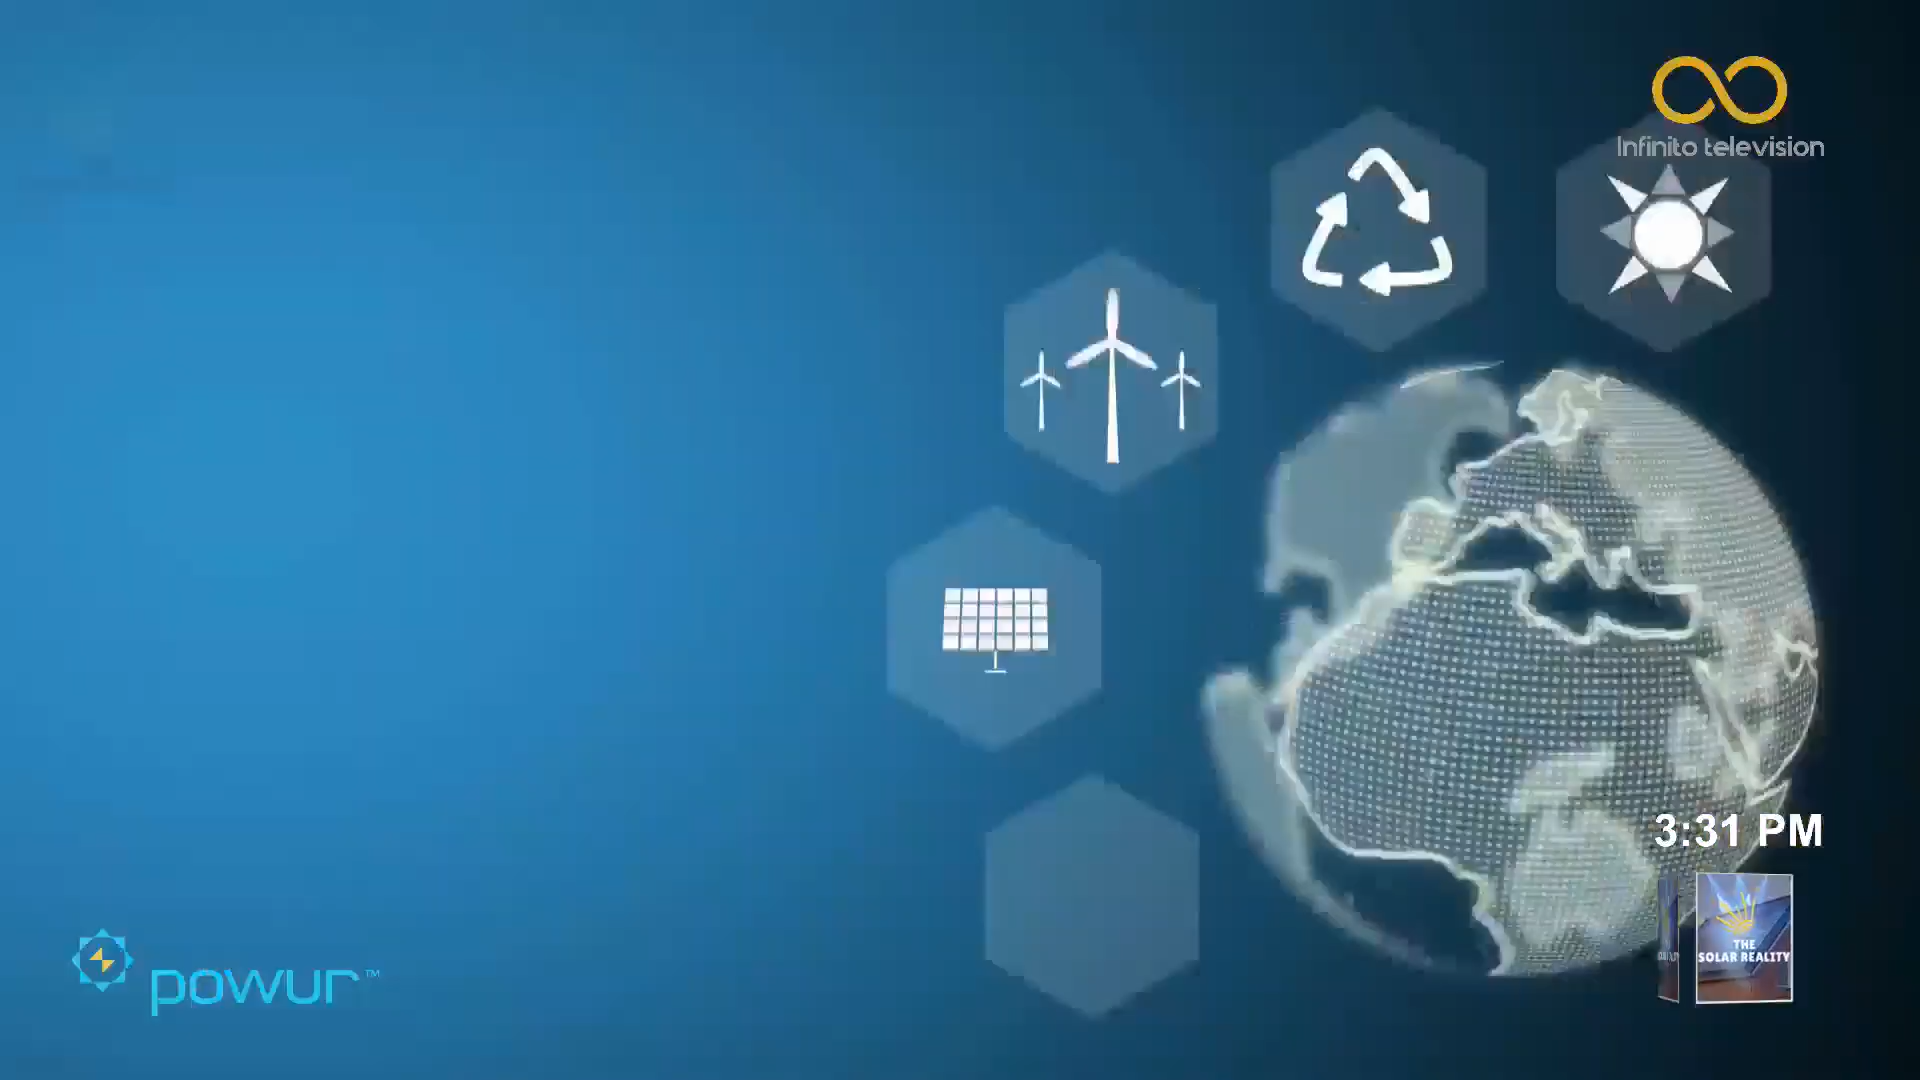 Infinito television
3:31 PM
THE
SOLAR REALITY
powur™